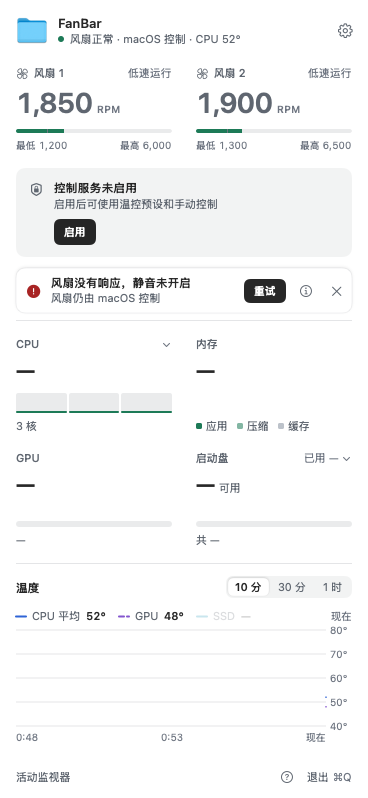 FanBar
风扇正常 · macOS 控制 · CPU 52°
风扇 1 低速运行
1,850 RPM
最低 1,200 最高 6,000
风扇 2 低速运行
1,900 RPM
最低 1,300 最高 6,500
控制服务未启用
启用后可使用温控预设和手动控制
启用
风扇没有响应，静音未开启
风扇仍由 macOS 控制
重试
CPU
—
3 核
内存
—
应用 压缩 缓存
GPU
—
—
启动盘 已用 —
— 可用
共 —
温度
10 分 30 分 1 时
CPU 平均 52° GPU 48° SSD — 现在
80°
70°
60°
50°
40°
0:48 0:53 现在
活动监视器 退出 ⌘Q